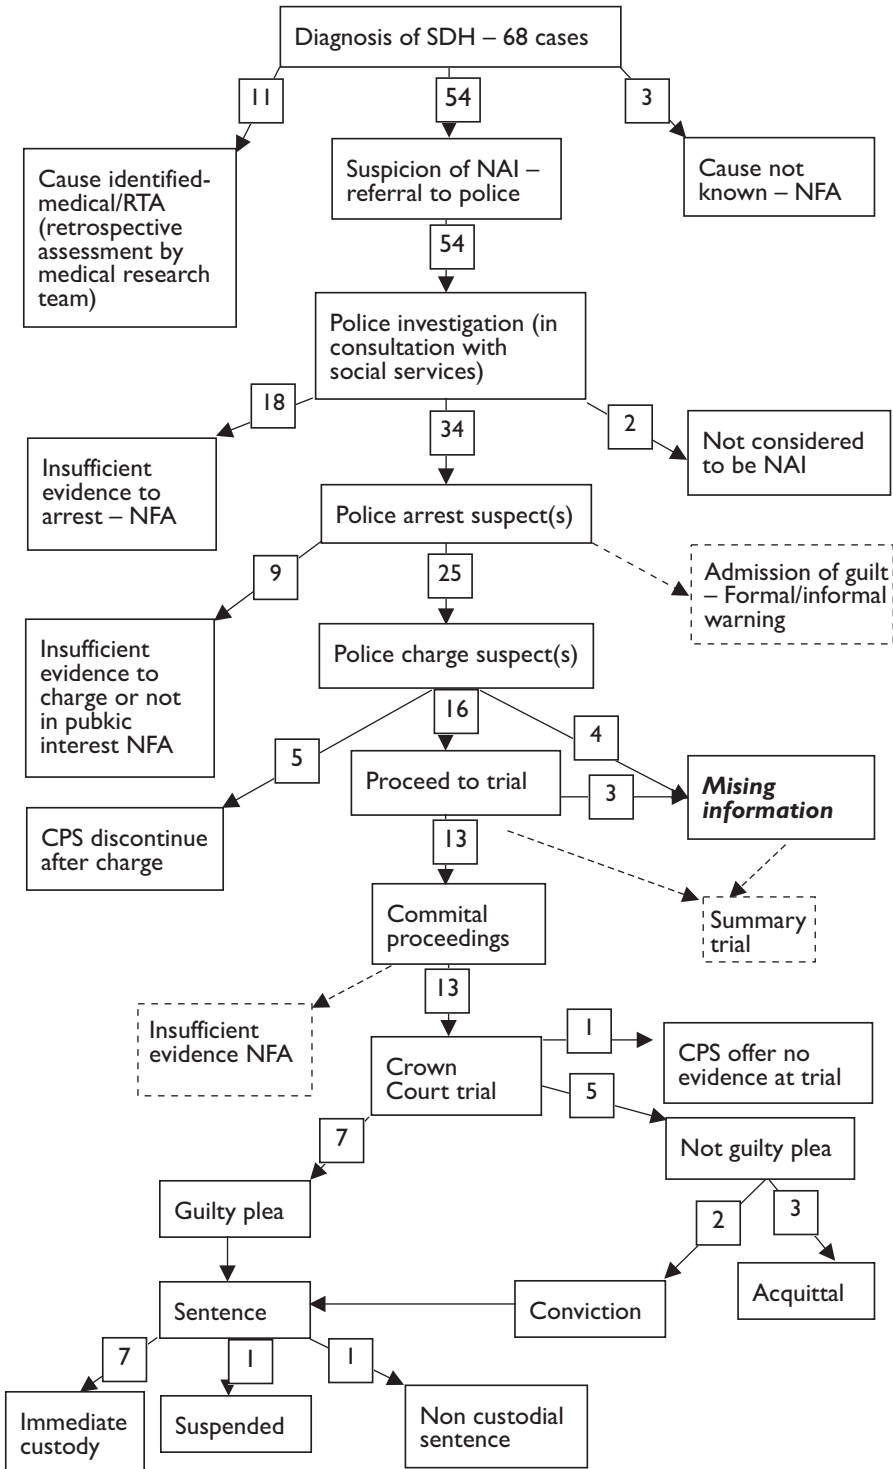 Diagnosis of SDH – 68 cases
11
54
3
Cause identified-
medical/RTA
(retrospective
assessment by
medical research
team)
Suspicion of NAI –
referral to police
Cause not
known – NFA
54
Police investigation (in
consultation with
social services)
18
34
2
Insufficient
evidence to
arrest – NFA
Not considered
to be NAI
Police arrest suspect(s)
9
25
Admission of guilt
– Formal/informal
warning
Insufficient
evidence to
charge or not
in pubkic
interest NFA
Police charge suspect(s)
5
16
4
CPS discontinue
after charge
Proceed to trial
3
Mising
information
13
Commital
proceedings
Summary
trial
13
Insufficient
evidence NFA
Crown
Court trial
1
CPS offer no
evidence at trial
5
7
Not guilty plea
Guilty plea
2
3
Sentence
Conviction
Acquittal
7
1
1
Immediate
custody
Suspended
Non custodial
sentence